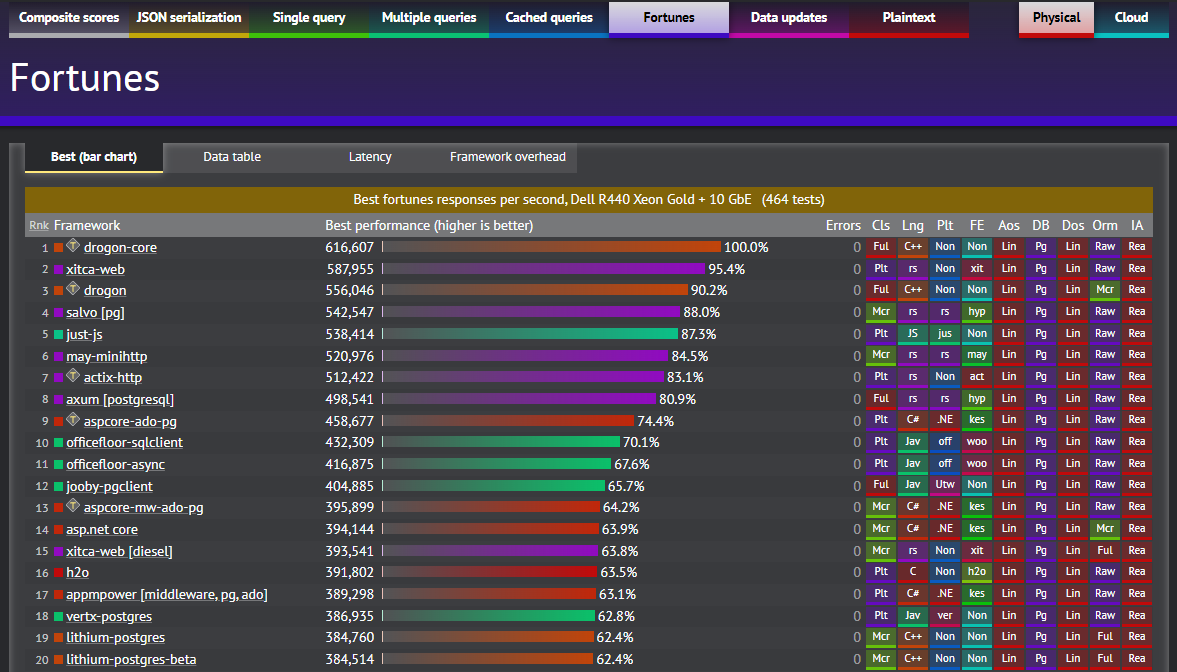 Composite scores JSON serialization Single query Multiple queries Cached queries Fortunes Data updates Plaintext Physical Cloud
Fortunes
Best (bar chart) Data table Latency Framework overhead
Best fortunes responses per second, Dell R440 Xeon Gold + 10 GbE (464 tests)
Rnk Framework Best performance (higher is better) Errors Cls Lng Plt FE Aos DB Dos Orm IA
1 T drogon-core 616,607 100.0% 0 Ful C++ Non Non Lin Pg Lin Raw Rea
2 xitca-web 587,955 95.4% 0 Plt rs Non xit Lin Pg Lin Raw Rea
3 T drogon 556,046 90.2% 0 Ful C++ Non Non Lin Pg Lin Mcr Rea
4 salvo [pg] 542,547 88.0% 0 Mcr rs rs hyp Lin Pg Lin Raw Rea
5 just-js 538,414 87.3% 0 Plt JS jus Non Lin Pg Lin Raw Rea
6 may-minihttp 520,976 84.5% 0 Mcr rs rs may Lin Pg Lin Raw Rea
7 T actix-http 512,422 83.1% 0 Plt rs Non act Lin Pg Lin Raw Rea
8 axum [postgresql] 498,541 80.9% 0 Ful rs rs hyp Lin Pg Lin Raw Rea
9 T aspcore-ado-pg 458,677 74.4% 0 Plt C# .NE kes Lin Pg Lin Raw Rea
10 officefloor-sqlclient 432,309 70.1% 0 Plt Jav off woo Lin Pg Lin Raw Rea
11 officefloor-async 416,875 67.6% 0 Plt Jav off woo Lin Pg Lin Raw Rea
12 jooby-pgclient 404,885 65.7% 0 Ful Jav Utw Non Lin Pg Lin Raw Rea
13 T aspcore-mw-ado-pg 395,899 64.2% 0 Mcr C# .NE kes Lin Pg Lin Raw Rea
14 asp.net core 394,144 63.9% 0 Mcr C# .NE kes Lin Pg Lin Mcr Rea
15 xitca-web [diesel] 393,541 63.8% 0 Mcr rs Non xit Lin Pg Lin Ful Rea
16 h2o 391,802 63.5% 0 Plt C Non h2o Lin Pg Lin Raw Rea
17 appmpower [middleware, pg, ado] 389,298 63.1% 0 Plt C# .NE kes Lin Pg Lin Raw Rea
18 vertx-postgres 386,935 62.8% 0 Plt Jav ver Non Lin Pg Lin Raw Rea
19 lithium-postgres 384,760 62.4% 0 Mcr C++ Non Non Lin Pg Lin Ful Rea
20 lithium-postgres-beta 384,514 62.4% 0 Mcr C++ Non Non Lin Pg Lin Ful Rea